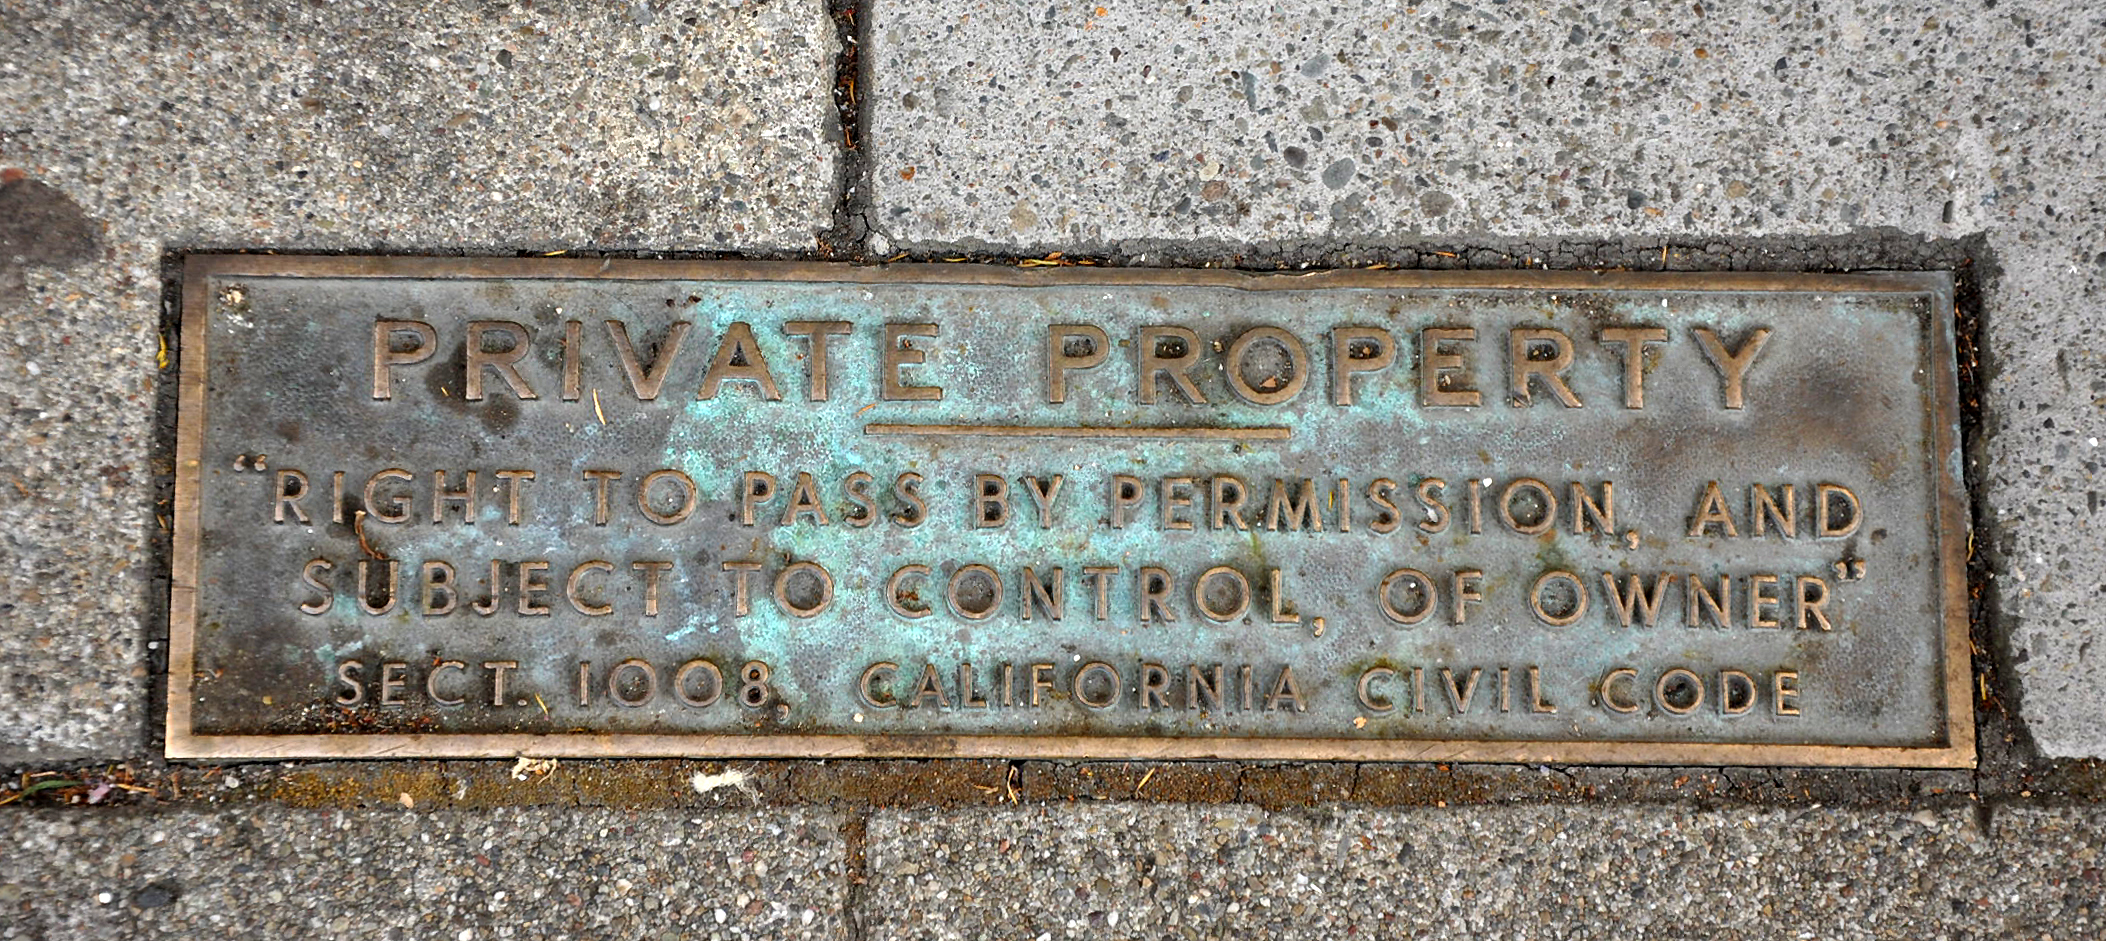 PRIVATE PROPERTY
“RIGHT TO PASS BY PERMISSION, AND
SUBJECT TO CONTROL, OF OWNER”
SECT. 1008, CALIFORNIA CIVIL CODE